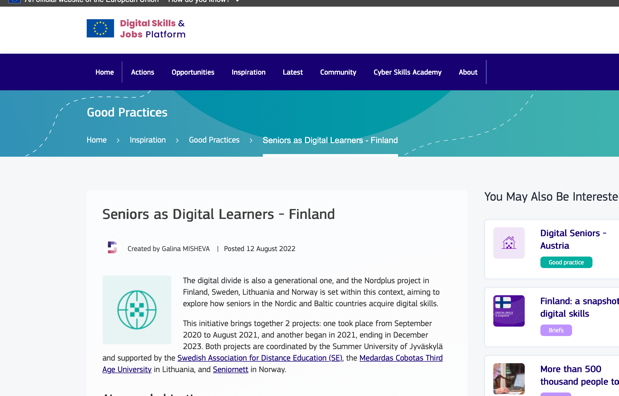 An official website of the European Union How do you know?
Digital Skills &
Jobs Platform
Home Actions Opportunities Inspiration Latest Community Cyber Skills Academy About
Good Practices
Home > Inspiration > Good Practices > Seniors as Digital Learners - Finland
Seniors as Digital Learners - Finland
Created by Galina MISHEVA | Posted 12 August 2022
The digital divide is also a generational one, and the Nordplus project in
Finland, Sweden, Lithuania and Norway is set within this context, aiming to
explore how seniors in the Nordic and Baltic countries acquire digital skills.
This initiative brings together 2 projects: one took place from September
2020 to August 2021, and another began in 2021, ending in December
2023. Both projects are coordinated by the Summer University of Jyväskylä
and supported by the Swedish Association for Distance Education (SE), the Medardas Cobotas Third
Age University in Lithuania, and Seniornett in Norway.
You May Also Be Intereste
Digital Seniors -
Austria
Good practice
Finland: a snapshot
digital skills
Briefs
More than 500
thousand people to